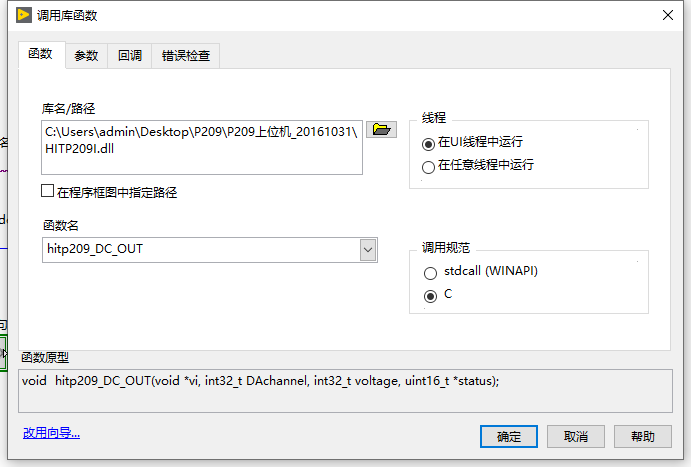 调用库函数
函数
参数
回调
错误检查
库名/路径
C:\Users\admin\Desktop\P209\P209上位机_20161031\
HITP209I.dll
在程序框图中指定路径
函数名
hitp209_DC_OUT
线程
在UI线程中运行
在任意线程中运行
调用规范
stdcall (WINAPI)
C
函数原型
void hitp209_DC_OUT(void *vi, int32_t DAchannel, int32_t voltage, uint16_t *status);
改用向导...
确定
取消
帮助